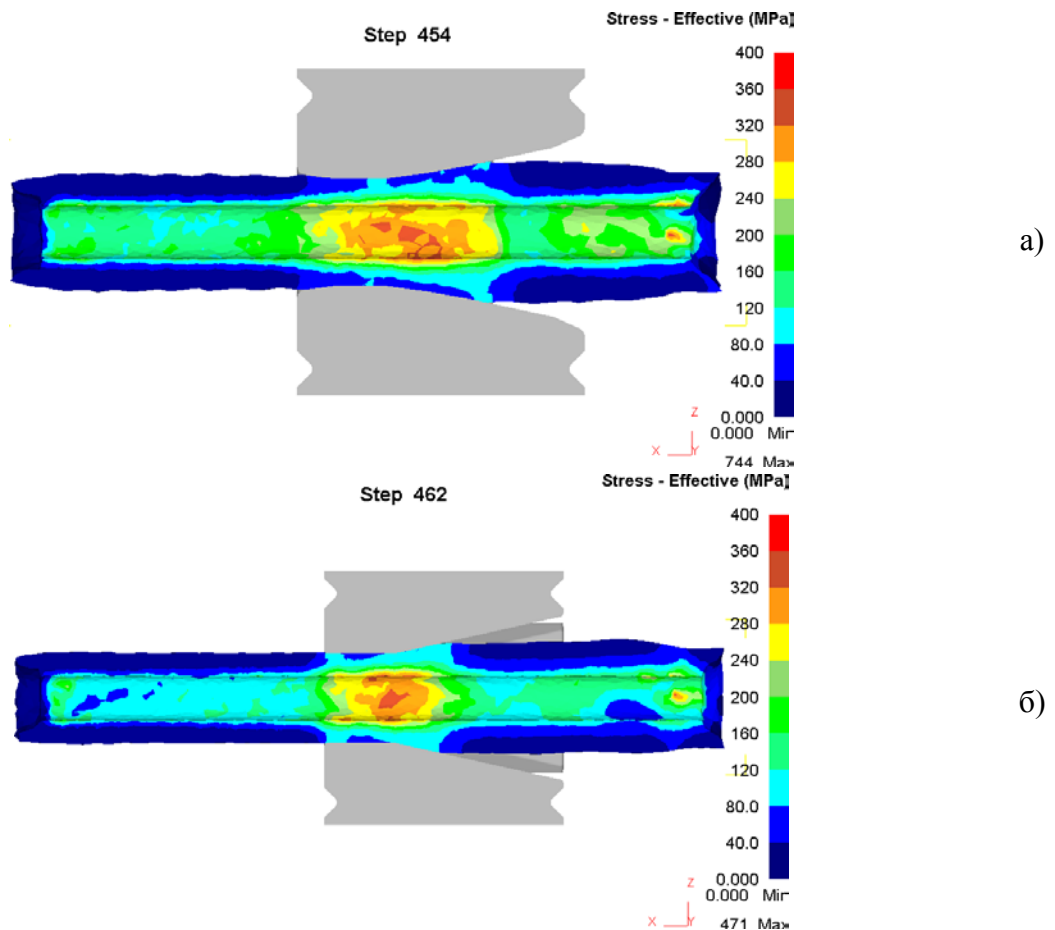 Stress - Effective (MPa)
Step 454
400
360
320
280
240
200
160
120
80.0
40.0
0.000
0.000 Min
744 Max
Z
X Y
а)
Stress - Effective (MPa)
Step 462
400
360
320
280
240
200
160
120
80.0
40.0
0.000
0.000 Min
471 Max
Z
X Y
б)